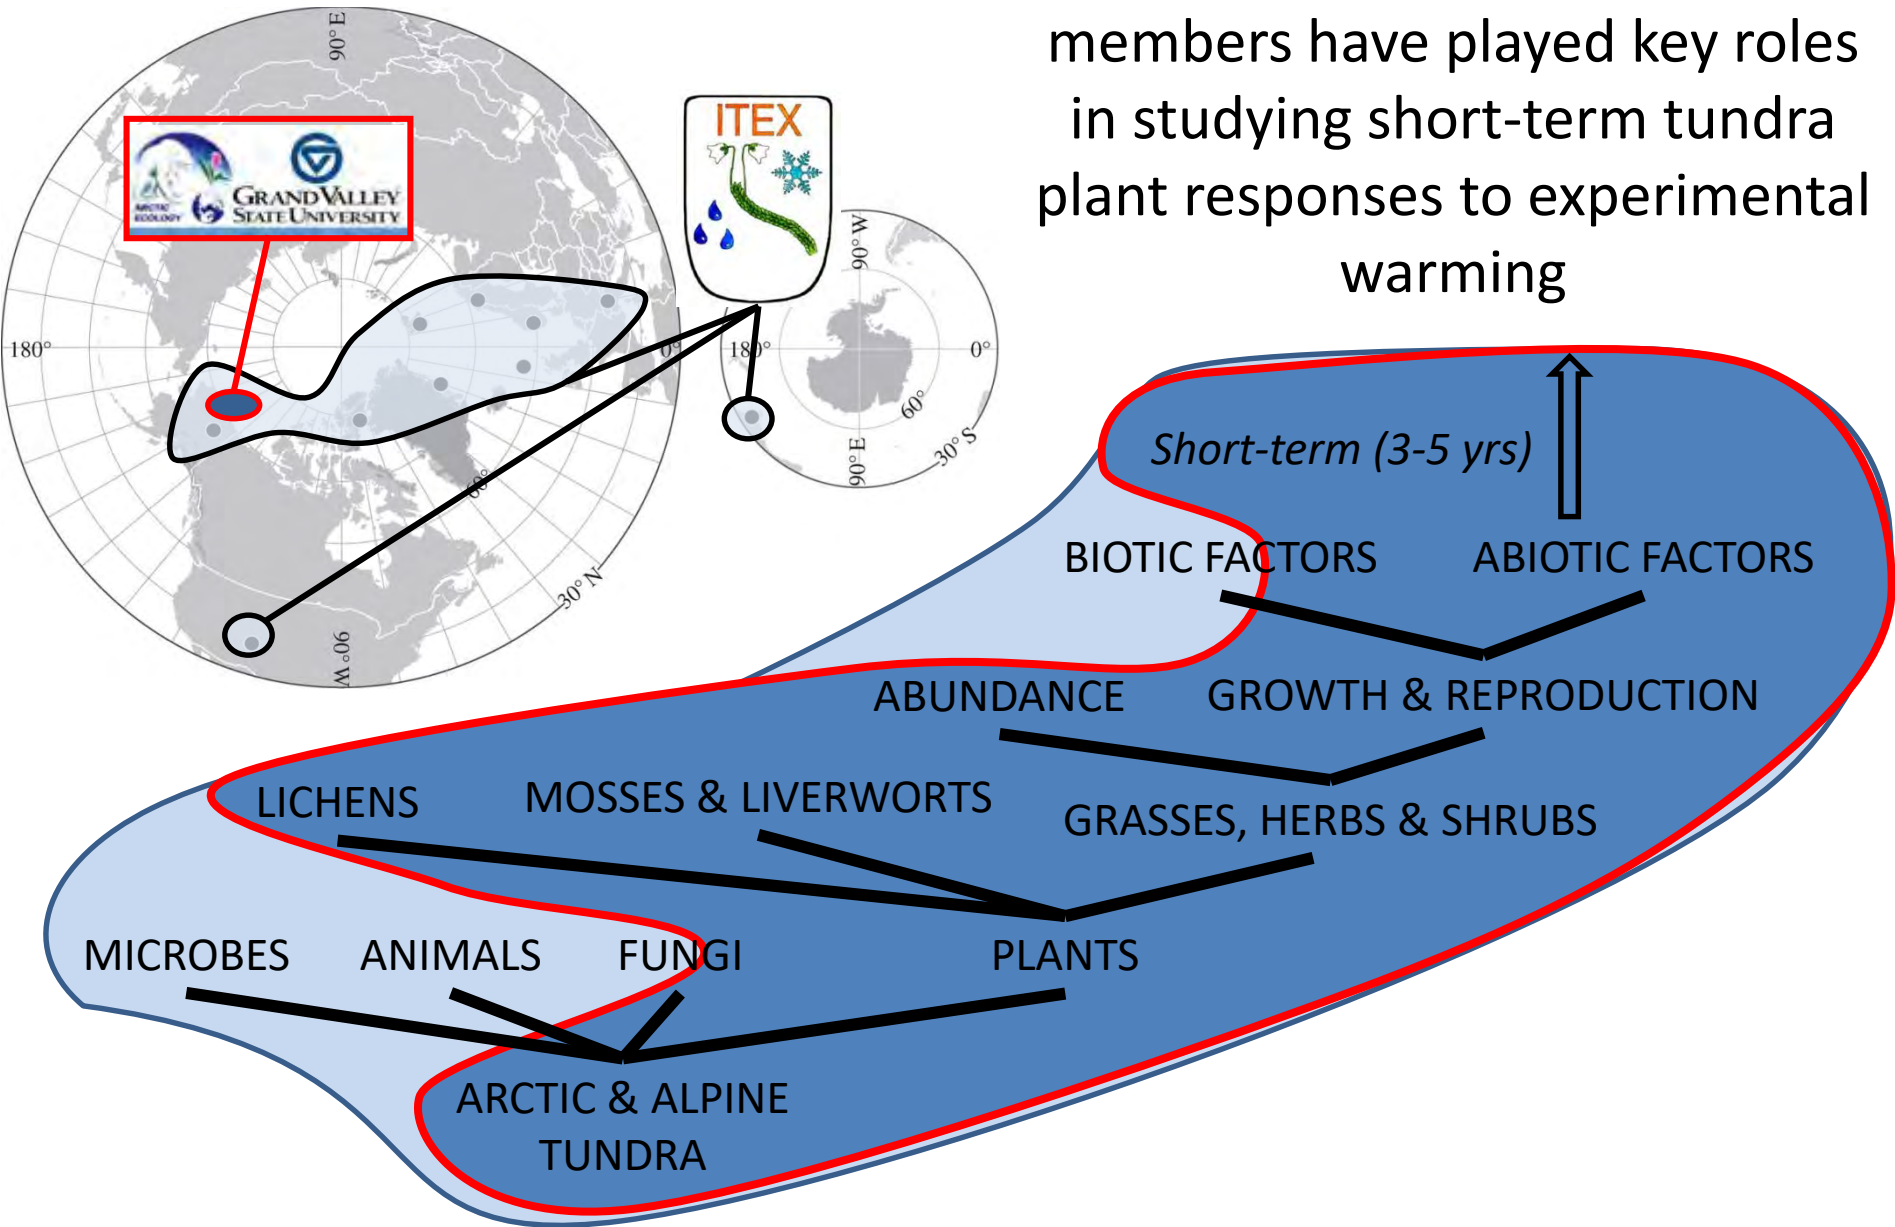 members have played key roles
in studying short-term tundra
plant responses to experimental
warming
90° E
ITEX
ARCTIC
ECOLOGY
GRAND VALLEY
STATE UNIVERSITY
180°
0°
60°
30° N
90° W
90° W
180°
0°
60°
30° S
90° E
Short-term (3-5 yrs)
BIOTIC FACTORS
ABIOTIC FACTORS
ABUNDANCE
GROWTH & REPRODUCTION
LICHENS
MOSSES & LIVERWORTS
GRASSES, HERBS & SHRUBS
MICROBES
ANIMALS
FUNGI
PLANTS
ARCTIC & ALPINE
TUNDRA